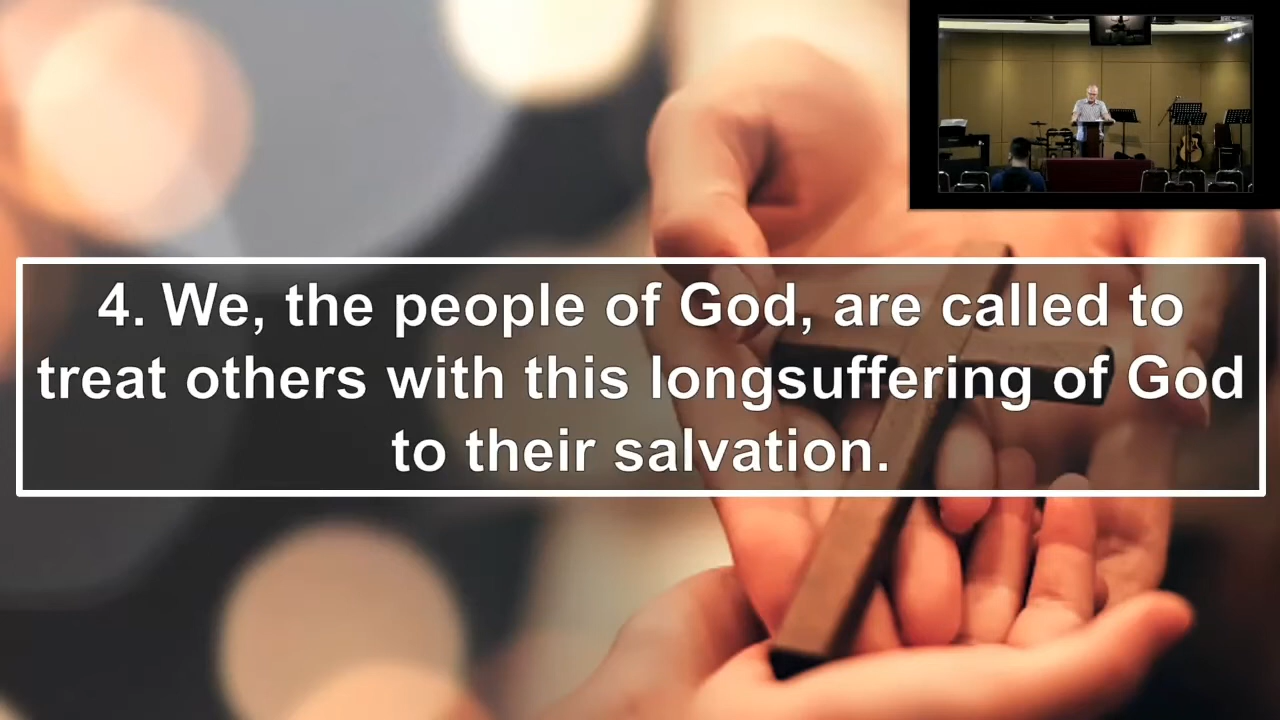 4. We, the people of God, are called to
treat others with this longsuffering of God
to their salvation.